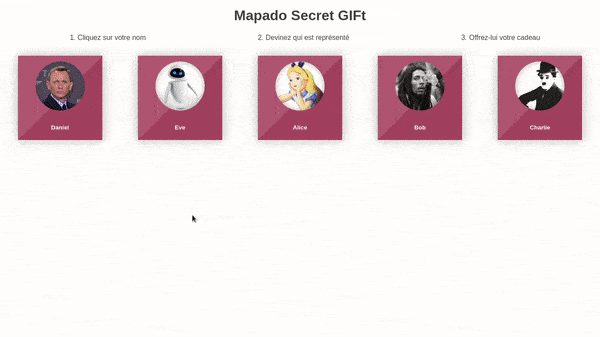 Mapado Secret GIFt
1. Cliquez sur votre nom
2. Devinez qui est représenté
3. Offrez-lui votre cadeau
Daniel
Eve
Alice
Bob
Charlie